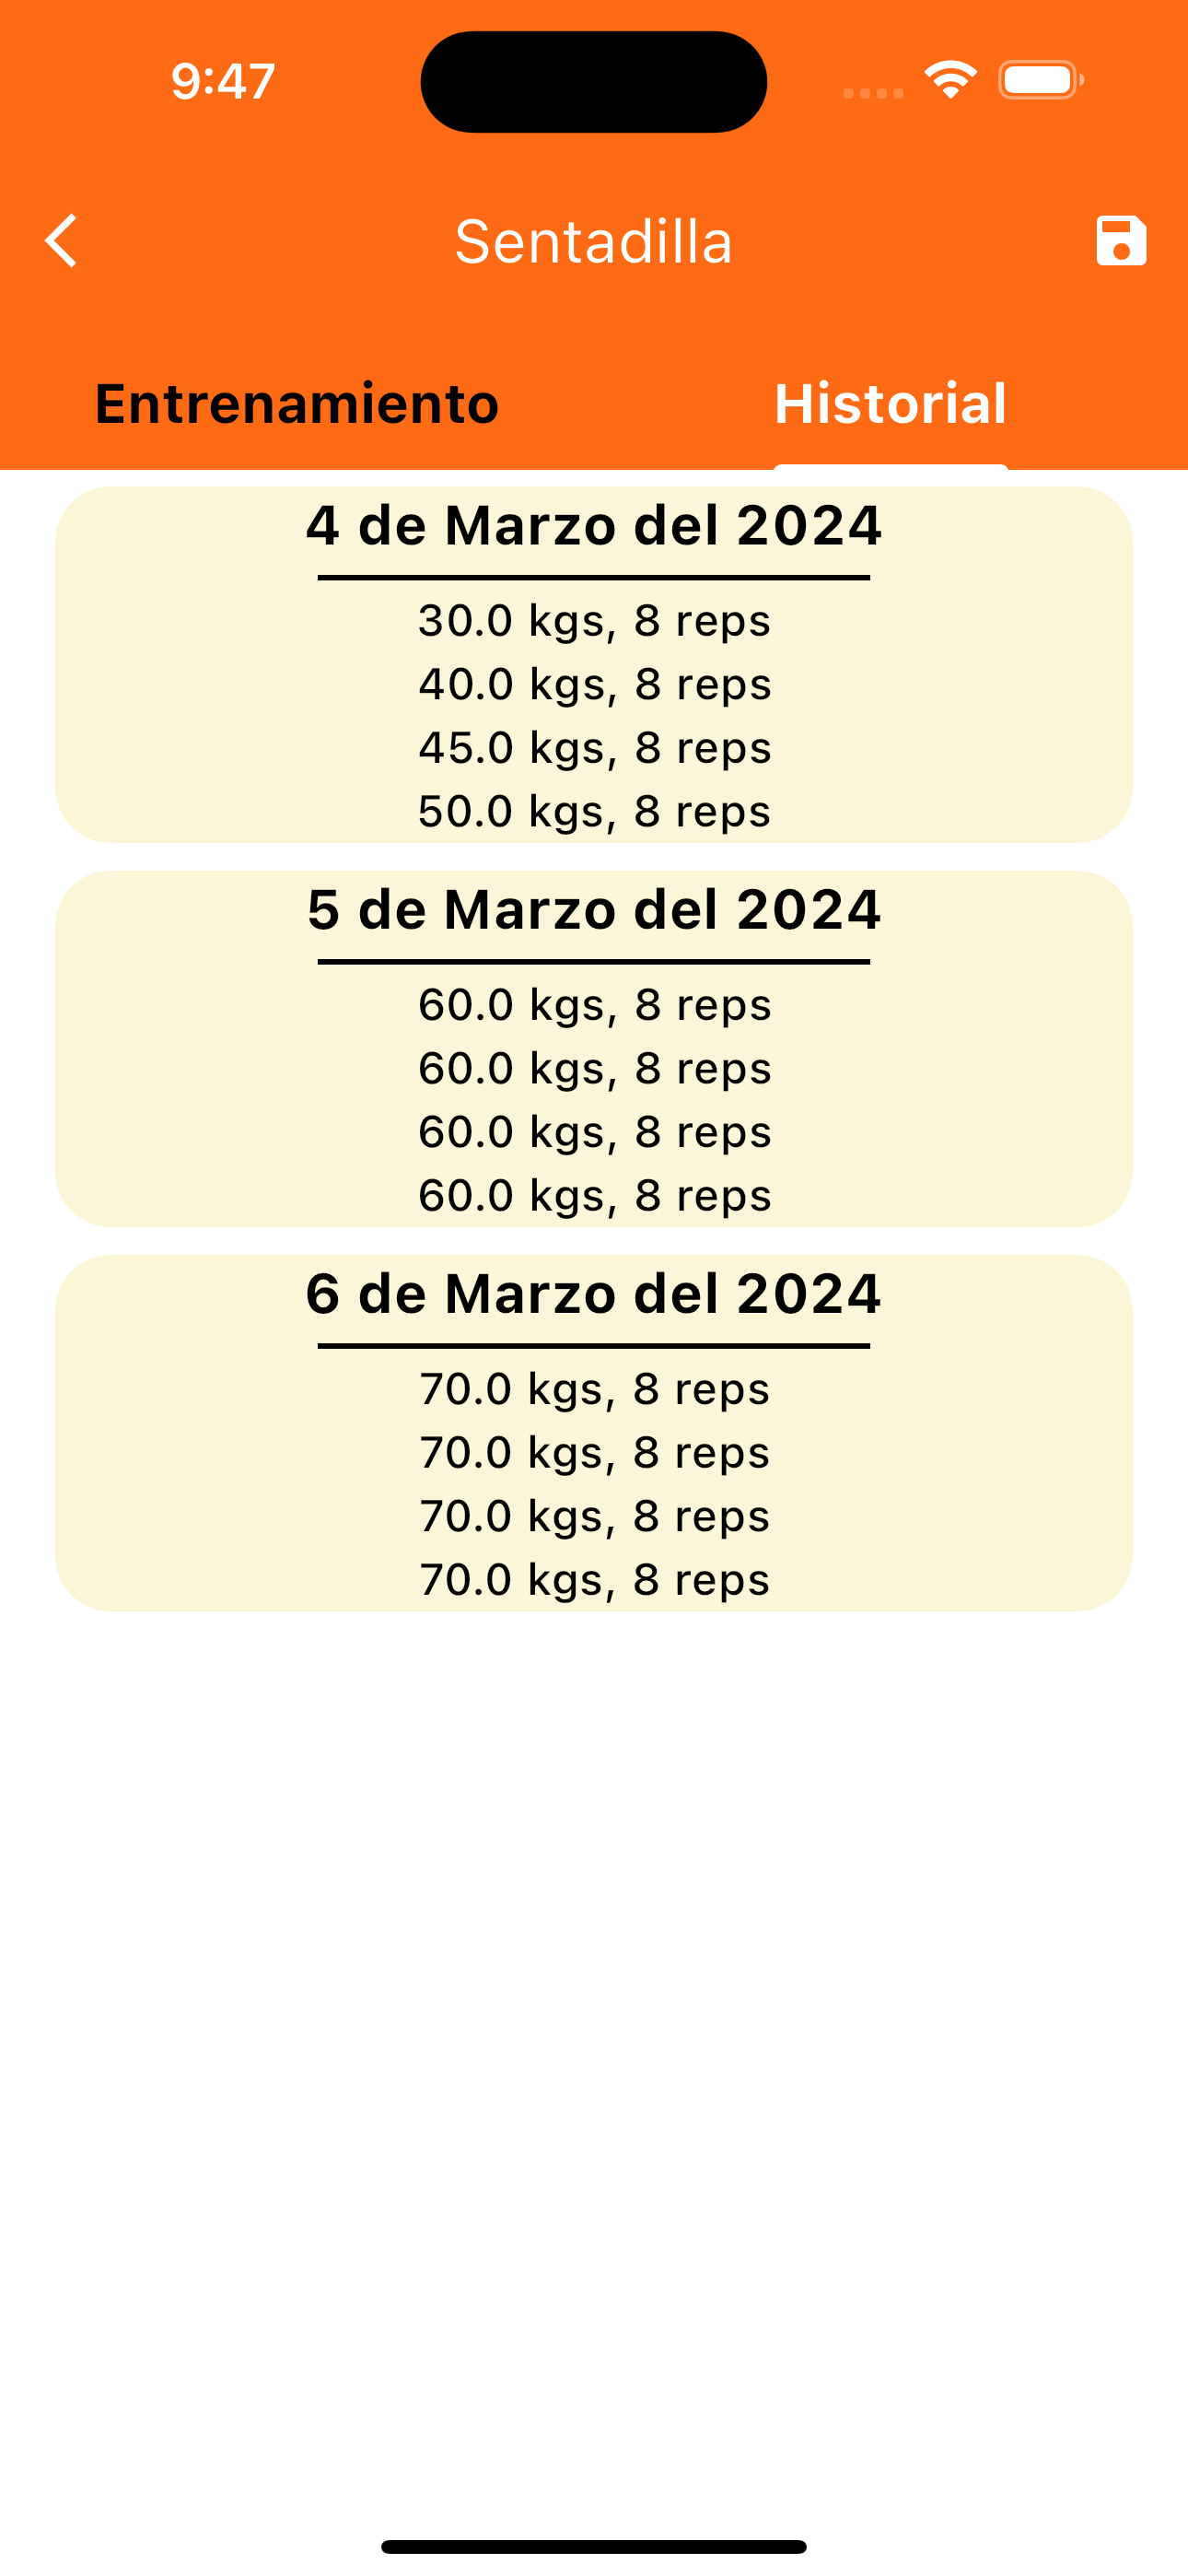 9:47
Sentadilla
Entrenamiento
Historial
4 de Marzo del 2024
30.0 kgs, 8 reps
40.0 kgs, 8 reps
45.0 kgs, 8 reps
50.0 kgs, 8 reps
5 de Marzo del 2024
60.0 kgs, 8 reps
60.0 kgs, 8 reps
60.0 kgs, 8 reps
60.0 kgs, 8 reps
6 de Marzo del 2024
70.0 kgs, 8 reps
70.0 kgs, 8 reps
70.0 kgs, 8 reps
70.0 kgs, 8 reps